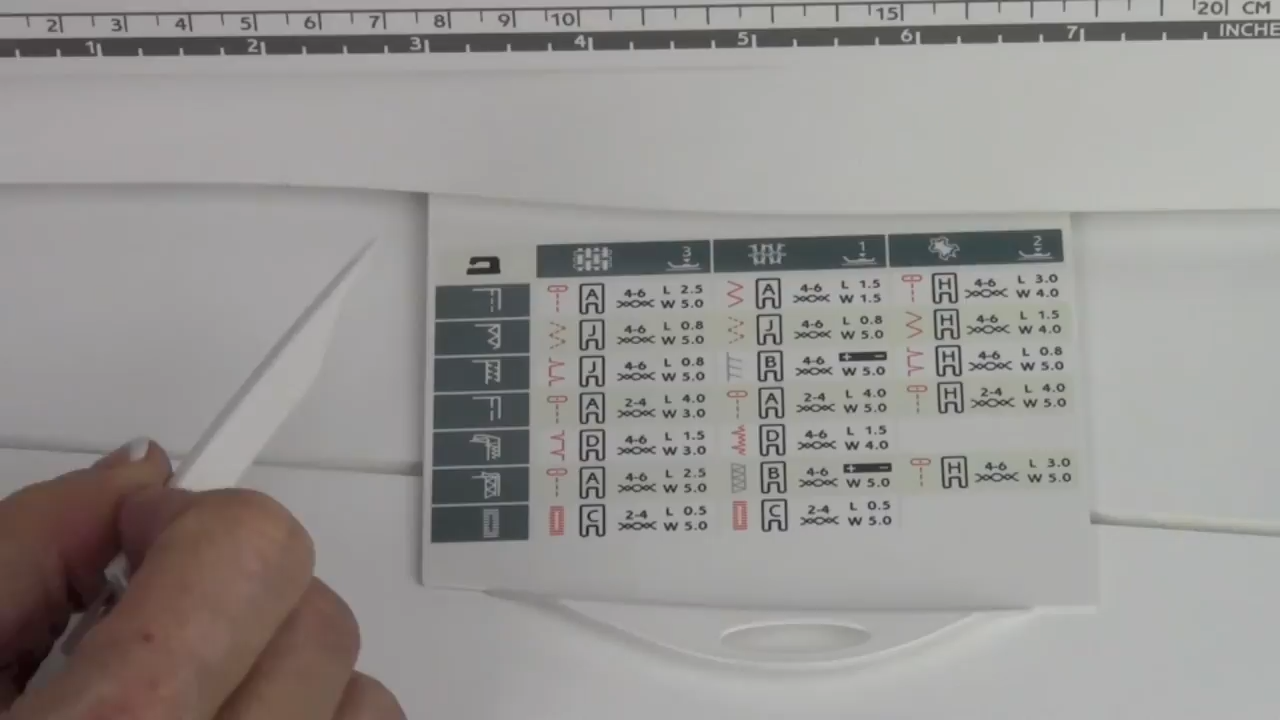 2 3 4 5 6 7 8 9 10 15 20 CM
1 2 3 4 5 6 7 INCHE
3 1 2
A 4-6 L 2.5 W 5.0 A 4-6 L 1.5 W 1.5 H 4-6 L 3.0 W 4.0
J 4-6 L 0.8 W 5.0 J 4-6 L 0.8 W 5.0 H 4-6 L 1.5 W 4.0
J 4-6 L 0.8 W 5.0 B 4-6 + - W 5.0 H 4-6 L 0.8 W 5.0
A 2-4 L 4.0 W 3.0 A 2-4 L 4.0 W 5.0 H 2-4 L 4.0 W 5.0
D 4-6 L 1.5 W 3.0 D 4-6 L 1.5 W 4.0
A 4-6 L 2.5 W 5.0 B 4-6 + - W 5.0 H 4-6 L 3.0 W 5.0
C 2-4 L 0.5 W 5.0 C 2-4 L 0.5 W 5.0